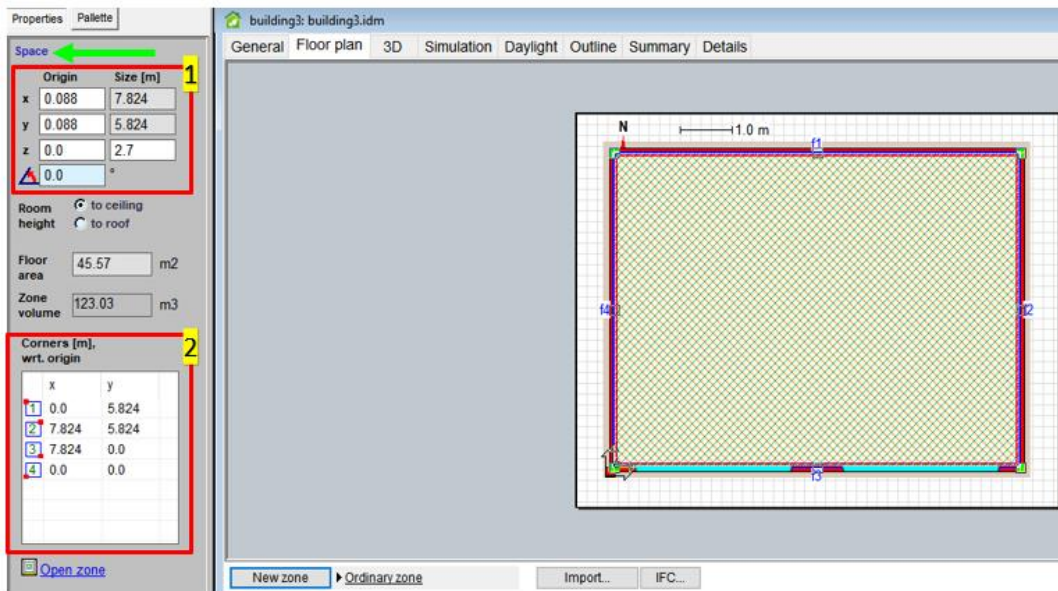 Properties Pallette
Space
1
Origin Size [m]
x 0.088 7.824
y 0.088 5.824
z 0.0 2.7
0.0 °
Room height
to ceiling
to roof
Floor area 45.57 m2
Zone volume 123.03 m3
2
Corners [m],
wrt. origin
x y
1 0.0 5.824
2 7.824 5.824
3 7.824 0.0
4 0.0 0.0
Open zone
building3: building3.idm
General Floor plan 3D Simulation Daylight Outline Summary Details
N 1.0 m
f1
f4 f2
f3
New zone Ordinary zone Import... IFC...